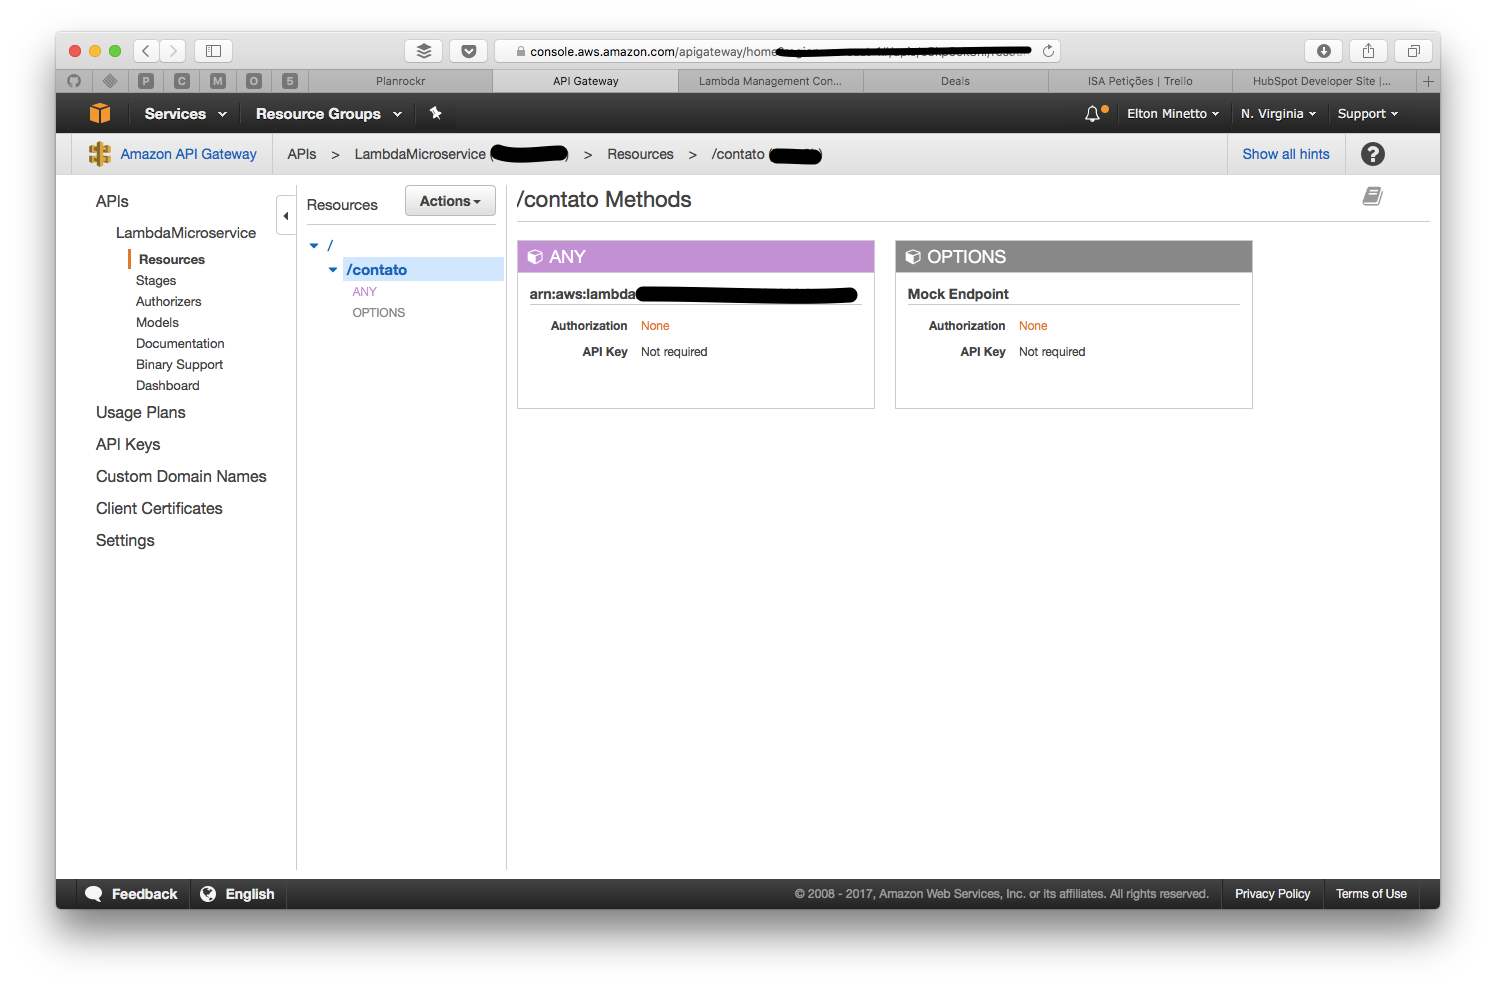 console.aws.amazon.com/apigateway/home
P C M O 5 Planrockr API Gateway Lambda Management Con... Deals ISA Petições | Trello HubSpot Developer Site |... +
Services Resource Groups Elton Minetto N. Virginia Support
Amazon API Gateway APIs > LambdaMicroservice ( ) > Resources > /contato ( ) Show all hints ?
APIs
LambdaMicroservice
Resources
Stages
Authorizers
Models
Documentation
Binary Support
Dashboard
Usage Plans
API Keys
Custom Domain Names
Client Certificates
Settings
Resources Actions
/
/contato
ANY
OPTIONS
/contato Methods
ANY
arn:aws:lambda
Authorization None
API Key Not required
OPTIONS
Mock Endpoint
Authorization None
API Key Not required
Feedback English © 2008 - 2017, Amazon Web Services, Inc. or its affiliates. All rights reserved. Privacy Policy Terms of Use